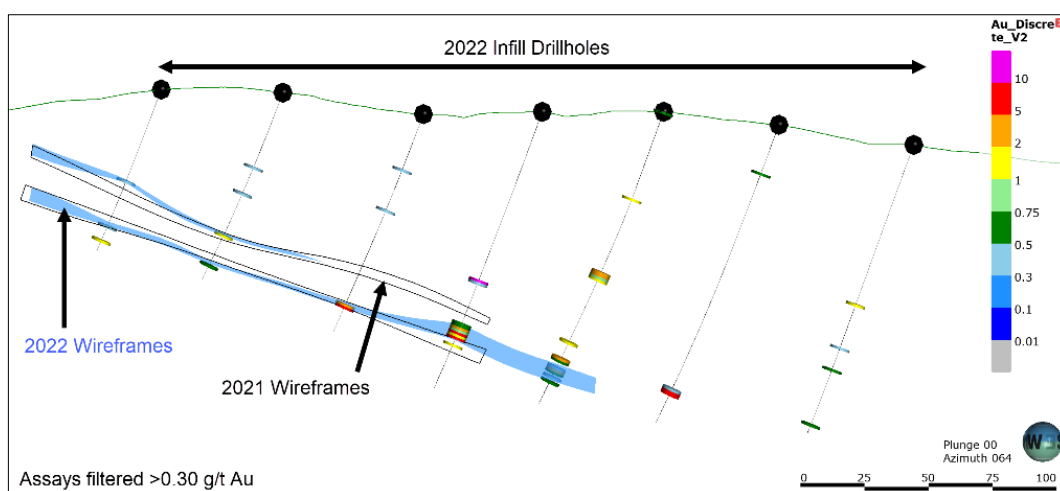 2022 Infill Drillholes
Au_Discre
te_V2
10
5
2
1
0.75
0.5
0.3
0.1
0.01
2022 Wireframes
2021 Wireframes
Plunge 00
Azimuth 064
0 25 50 75 100
Assays filtered >0.30 g/t Au